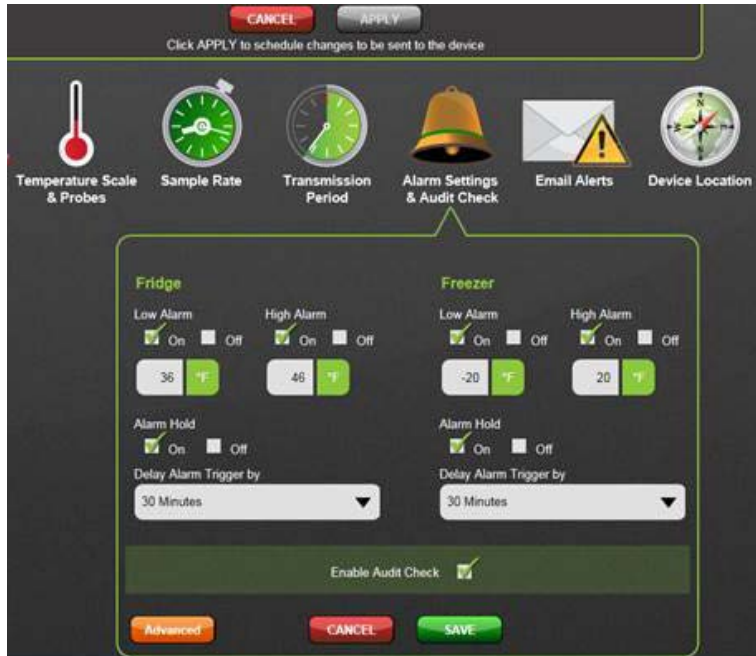 CANCEL APPLY
Click APPLY to schedule changes to be sent to the device
Temperature Scale Sample Rate Transmission Alarm Settings Email Alerts Device Location
& Probes Period & Audit Check
Fridge Freezer
Low Alarm High Alarm Low Alarm High Alarm
On Off On Off On Off On Off
36 °F 46 °F -20 °F 20 °F
Alarm Hold Alarm Hold
On Off On Off
Delay Alarm Trigger by Delay Alarm Trigger by
30 Minutes 30 Minutes
Enable Audit Check
Advanced CANCEL SAVE